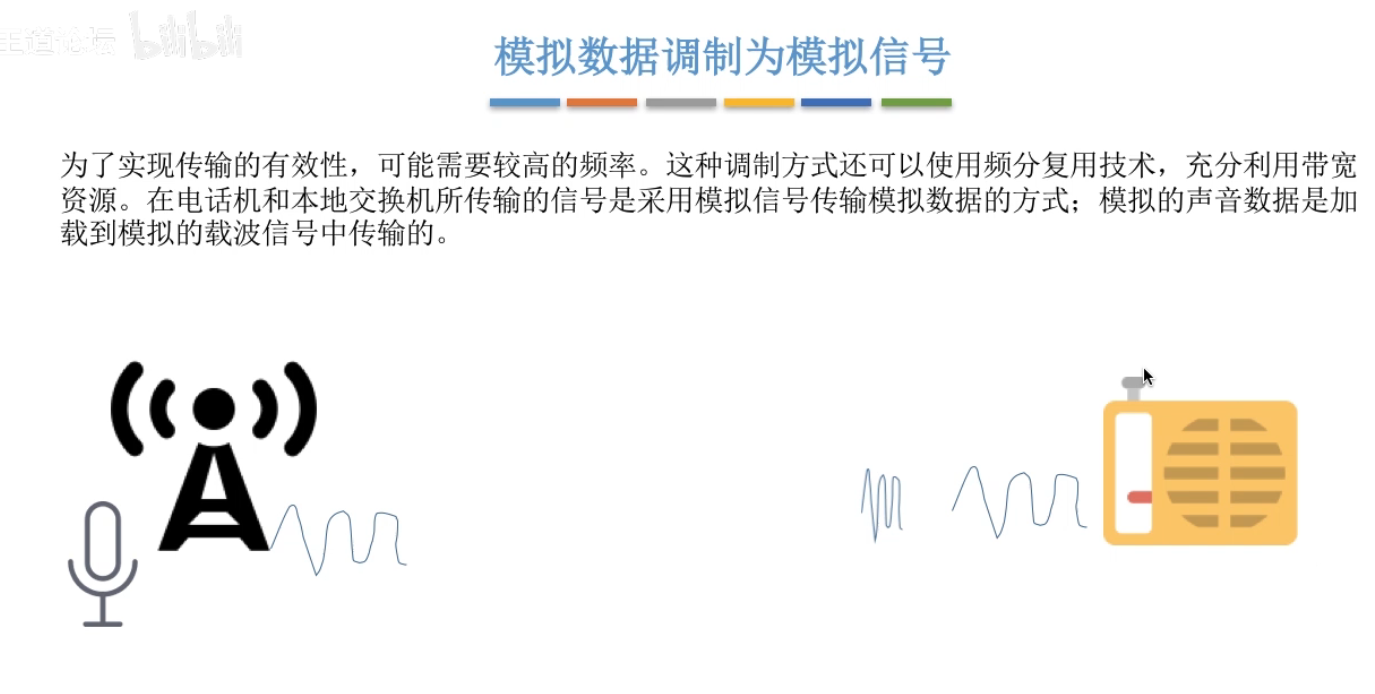 王道论坛 bilibili
模拟数据调制为模拟信号
为了实现传输的有效性，可能需要较高的频率。这种调制方式还可以使用频分复用技术，充分利用带宽
资源。在电话机和本地交换机所传输的信号是采用模拟信号传输模拟数据的方式；模拟的声音数据是加
载到模拟的载波信号中传输的。